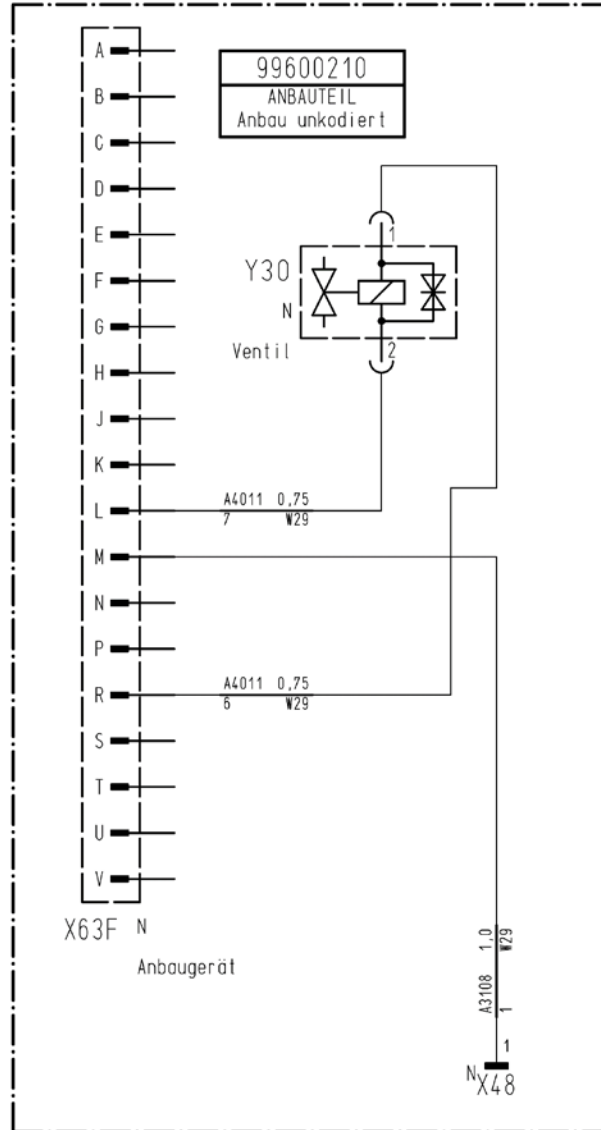 A
99600210
ANBAUTEIL
Anbau unkodiert
B
C
D
E
1
F
Y30
G
N
H
Ventil
2
J
K
L
A4011 0,75
7 W29
M
N
P
R
A4011 0,75
6 W29
S
T
U
V
X63F N
Anbaugerät
A3108 1,0
1 W29
1
N
X48